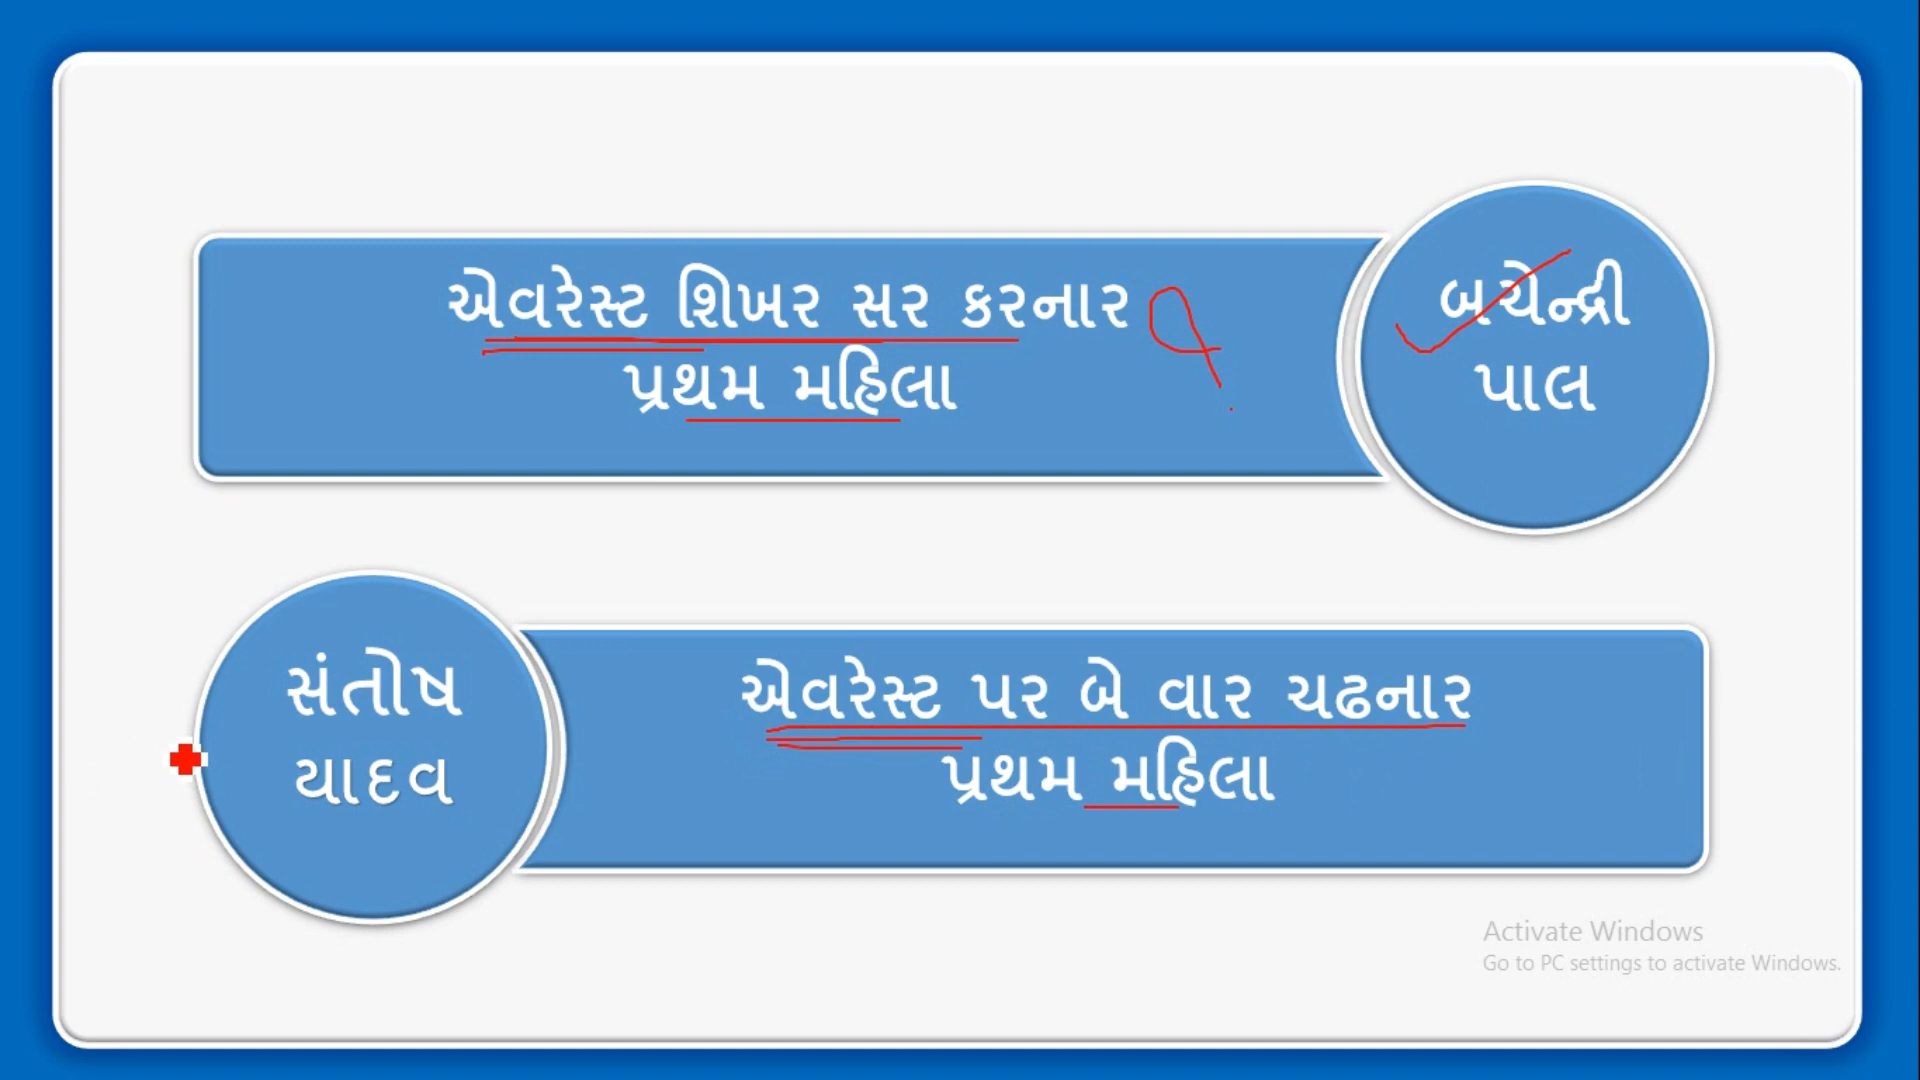 એવરેસ્ટ શિખર સર કરનાર
પ્રથમ મહિલા
બચેન્દ્રી
પાલ
સંતોષ
યાદવ
એવરેસ્ટ પર બે વાર ચઢનાર
પ્રથમ મહિલા
Activate Windows
Go to PC settings to activate Windows.